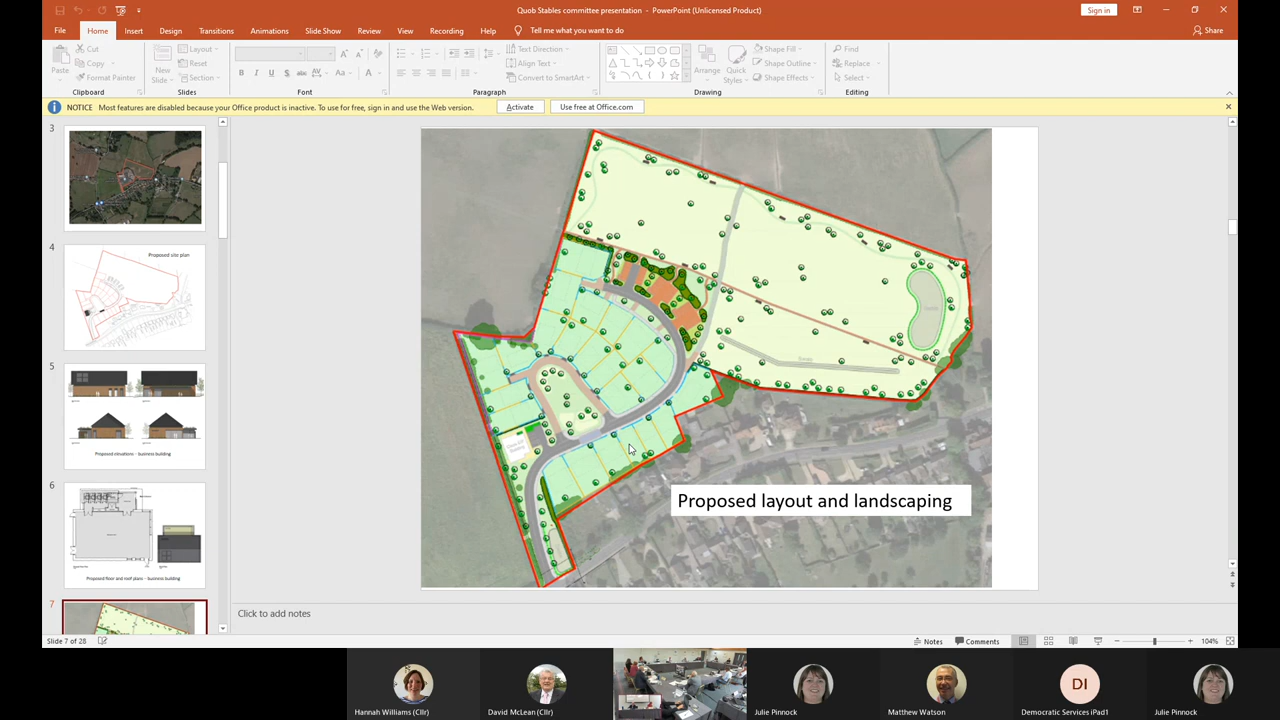 Quob Stables committee presentation - PowerPoint (Unlicensed Product)
Sign in
File Home Insert Design Transitions Animations Slide Show Review View Recording Help Tell me what you want to do
Share
Paste
Cut
Copy
Format Painter
Clipboard
New Slide
Layout
Reset
Section
Slides
B I U S abc AV Aa A
Font
Text Direction
Align Text
Convert to SmartArt
Paragraph
Arrange
Quick Styles
Shape Fill
Shape Outline
Shape Effects
Drawing
Find
Replace
Select
Editing
NOTICE Most features are disabled because your Office product is inactive. To use for free, sign in and use the Web version.
Activate
Use free at Office.com
3
4
Proposed site plan
5
Proposed elevations - business building
6
Proposed floor and roof plans - business building
7
Proposed layout and landscaping
Click to add notes
Slide 7 of 28
Notes
Comments
104%
Hannah Williams (Cllr)
David McLean (Cllr)
Julie Pinnock
Matthew Watson
DI
Democratic Services iPad1
Julie Pinnock